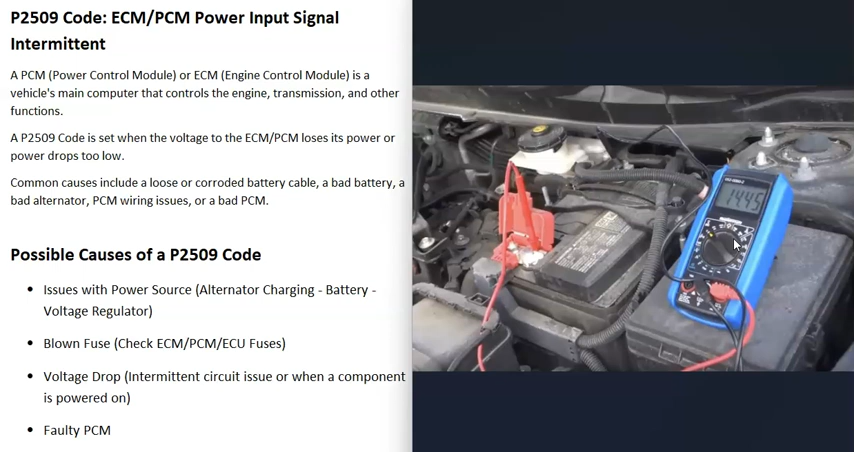 P2509 Code: ECM/PCM Power Input Signal
Intermittent
A PCM (Power Control Module) or ECM (Engine Control Module) is a
vehicle's main computer that controls the engine, transmission, and other
functions.
A P2509 Code is set when the voltage to the ECM/PCM loses its power or
power drops too low.
Common causes include a loose or corroded battery cable, a bad battery, a
bad alternator, PCM wiring issues, or a bad PCM.
Possible Causes of a P2509 Code
• Issues with Power Source (Alternator Charging - Battery -
Voltage Regulator)
• Blown Fuse (Check ECM/PCM/ECU Fuses)
• Voltage Drop (Intermittent circuit issue or when a component
is powered on)
• Faulty PCM